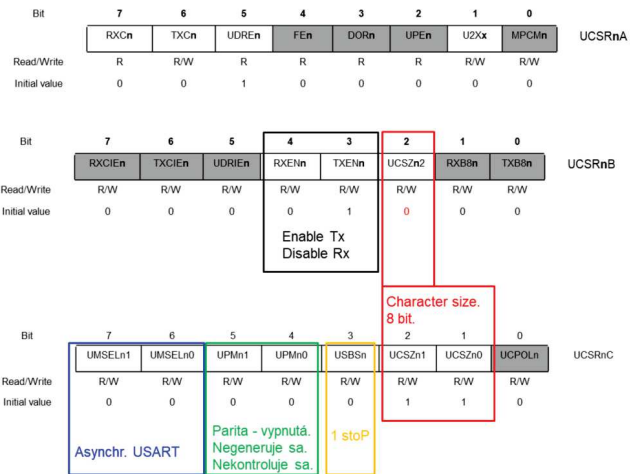 Bit 7 6 5 4 3 2 1 0
RXCn TXCn UDREn FEn DORn UPEn U2Xx MPCMn UCSRnA
Read/Write R R/W R R R R R/W R/W
Initial value 0 0 1 0 0 0 0 0
Bit 7 6 5 4 3 2 1 0
RXCIEn TXCIEn UDRIEn RXENn TXENn UCSZn2 RXB8n TXB8n UCSRnB
Read/Write R/W R/W R/W R/W R/W R/W R/W R/W
Initial value 0 0 0 0 1 0 0 0
Enable Tx
Disable Rx
Character size.
8 bit.
Bit 7 6 5 4 3 2 1 0
UMSELn1 UMSELn0 UPMn1 UPMn0 USBSn UCSZn1 UCSZn0 UCPOLn UCSRnC
Read/Write R/W R/W R/W R/W R/W R/W R/W R/W
Initial value 0 0 0 0 0 1 1 0
Asynchr. USART
Parita - vypnutá.
Negeneruje sa.
Nekontroluje sa.
1 stoP